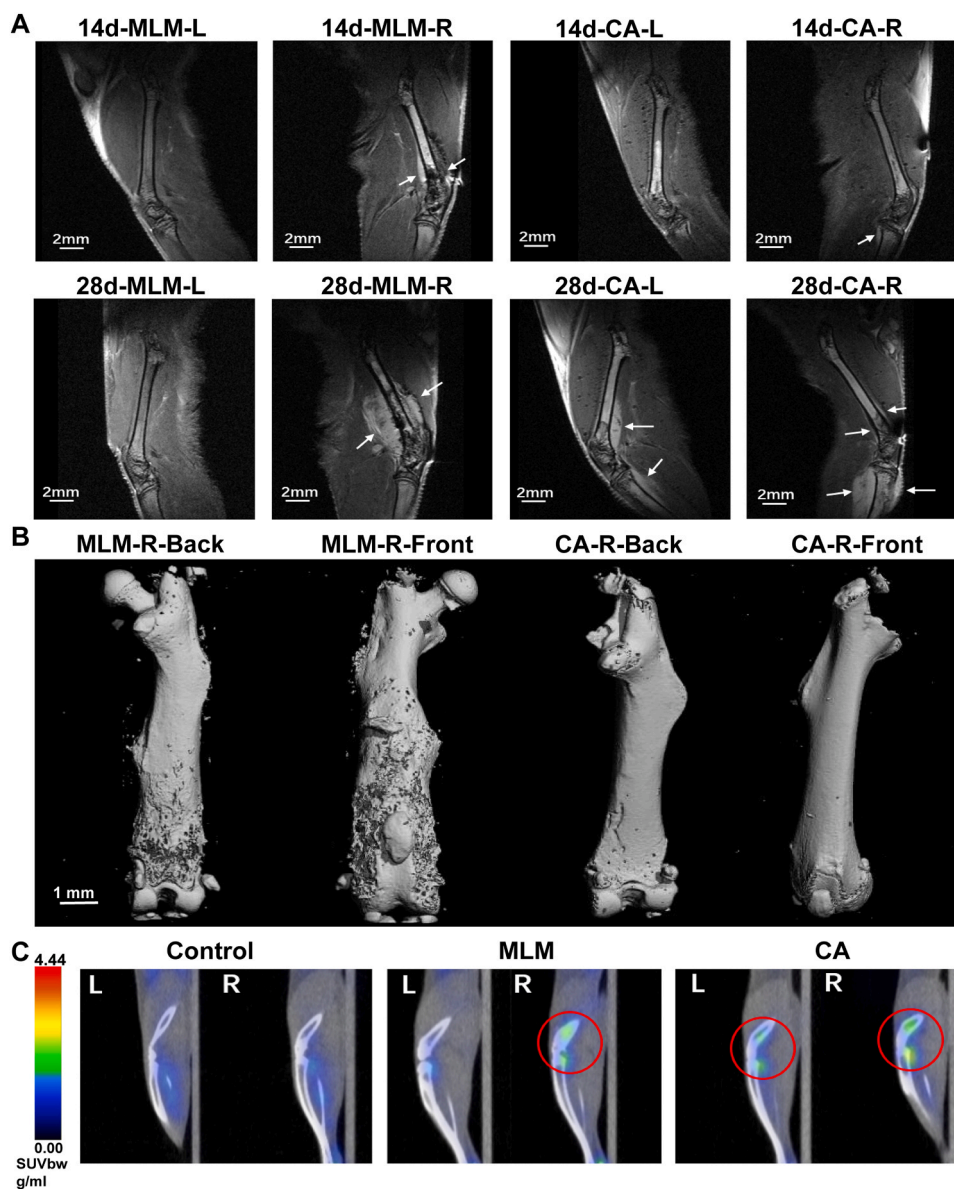 A
14d-MLM-L
14d-MLM-R
14d-CA-L
14d-CA-R
2mm
2mm
2mm
2mm
28d-MLM-L
28d-MLM-R
28d-CA-L
28d-CA-R
2mm
2mm
2mm
2mm
B
MLM-R-Back
MLM-R-Front
CA-R-Back
CA-R-Front
1 mm
C
Control
MLM
CA
4.44
L
R
L
R
L
R
0.00
SUVbw
g/ml